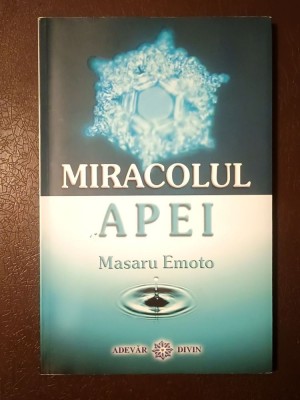 MIRACOLUL
APEI
Masaru Emoto
ADEVĂR DIVIN